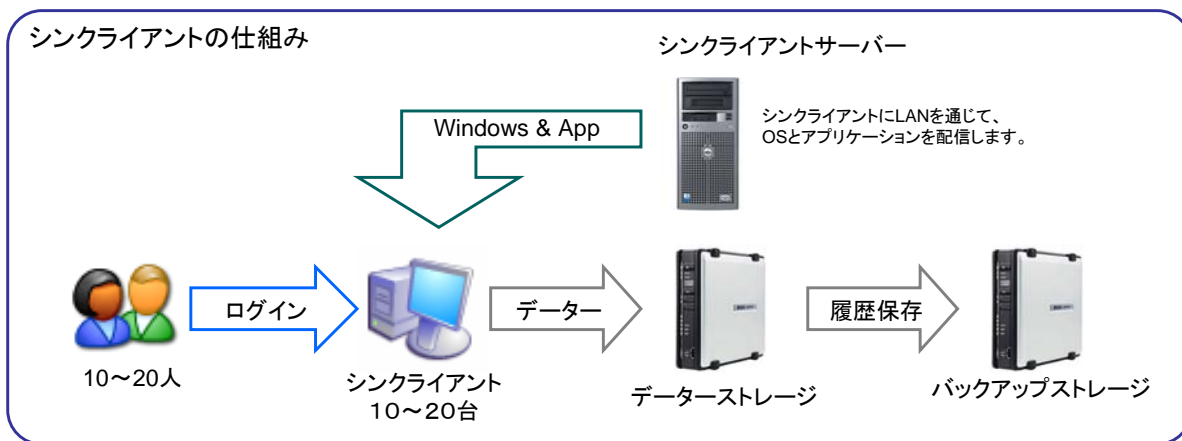 シンクライアントの仕組み
シンクライアントサーバー
シンクライアントにLANを通じて、
OSとアプリケーションを配信します。
Windows & App
ログイン
データー
履歴保存
10～20人
シンクライアント
１０～２０台
データーストレージ
バックアップストレージ